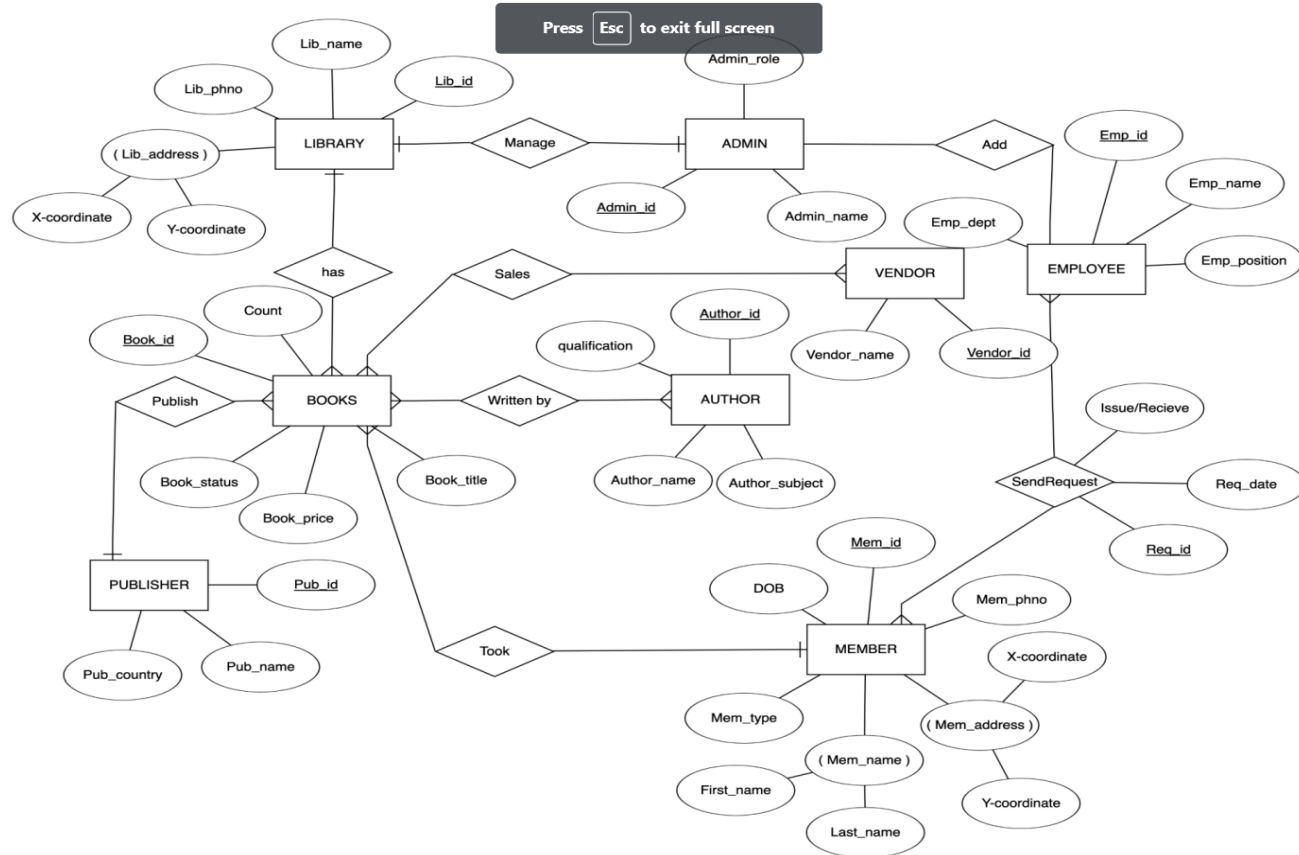 Press Esc to exit full screen
Lib_name
Admin_role
Lib_phno
Lib_id
LIBRARY
Manage
ADMIN
Add
Emp_id
( Lib_address )
Emp_name
X-coordinate
Y-coordinate
Admin_id
Admin_name
Emp_dept
EMPLOYEE
Emp_position
has
Sales
VENDOR
Count
Author_id
Book_id
qualification
Vendor_name
Vendor_id
Publish
BOOKS
Written by
AUTHOR
Issue/Recieve
Book_status
Book_title
Author_name
Author_subject
SendRequest
Req_date
Book_price
Mem_id
Req_id
PUBLISHER
Pub_id
DOB
Mem_phno
Took
MEMBER
X-coordinate
Pub_country
Pub_name
Mem_type
( Mem_address )
( Mem_name )
First_name
Y-coordinate
Last_name